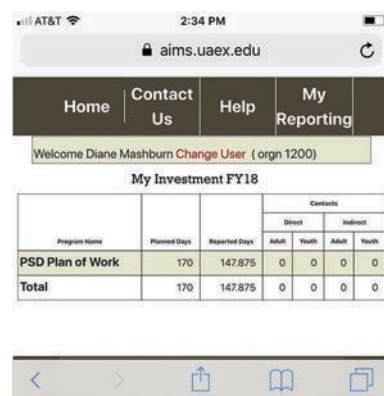 AT&T 2:34 PM
aims.uaex.edu
Home Contact Us Help My Reporting
Welcome Diane Mashburn Change User ( orgn 1200)
My Investment FY18
Contacts
Direct Indirect
Program Name Planned Days Reported Days Adult Youth Adult Youth
PSD Plan of Work 170 147.875 0 0 0 0
Total 170 147.875 0 0 0 0